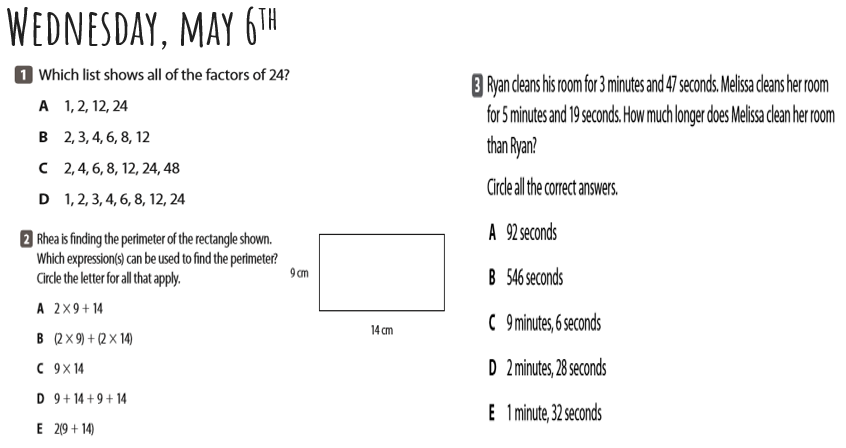 Wednesday, May 6th
1 Which list shows all of the factors of 24?
A 1, 2, 12, 24
B 2, 3, 4, 6, 8, 12
C 2, 4, 6, 8, 12, 24, 48
D 1, 2, 3, 4, 6, 8, 12, 24
2 Rhea is finding the perimeter of the rectangle shown.
Which expression(s) can be used to find the perimeter?
Circle the letter for all that apply.
A 2 × 9 + 14
B (2 × 9) + (2 × 14)
C 9 × 14
D 9 + 14 + 9 + 14
E 2(9 + 14)
9 cm
14 cm
3 Ryan cleans his room for 3 minutes and 47 seconds. Melissa cleans her room
for 5 minutes and 19 seconds. How much longer does Melissa clean her room
than Ryan?
Circle all the correct answers.
A 92 seconds
B 546 seconds
C 9 minutes, 6 seconds
D 2 minutes, 28 seconds
E 1 minute, 32 seconds